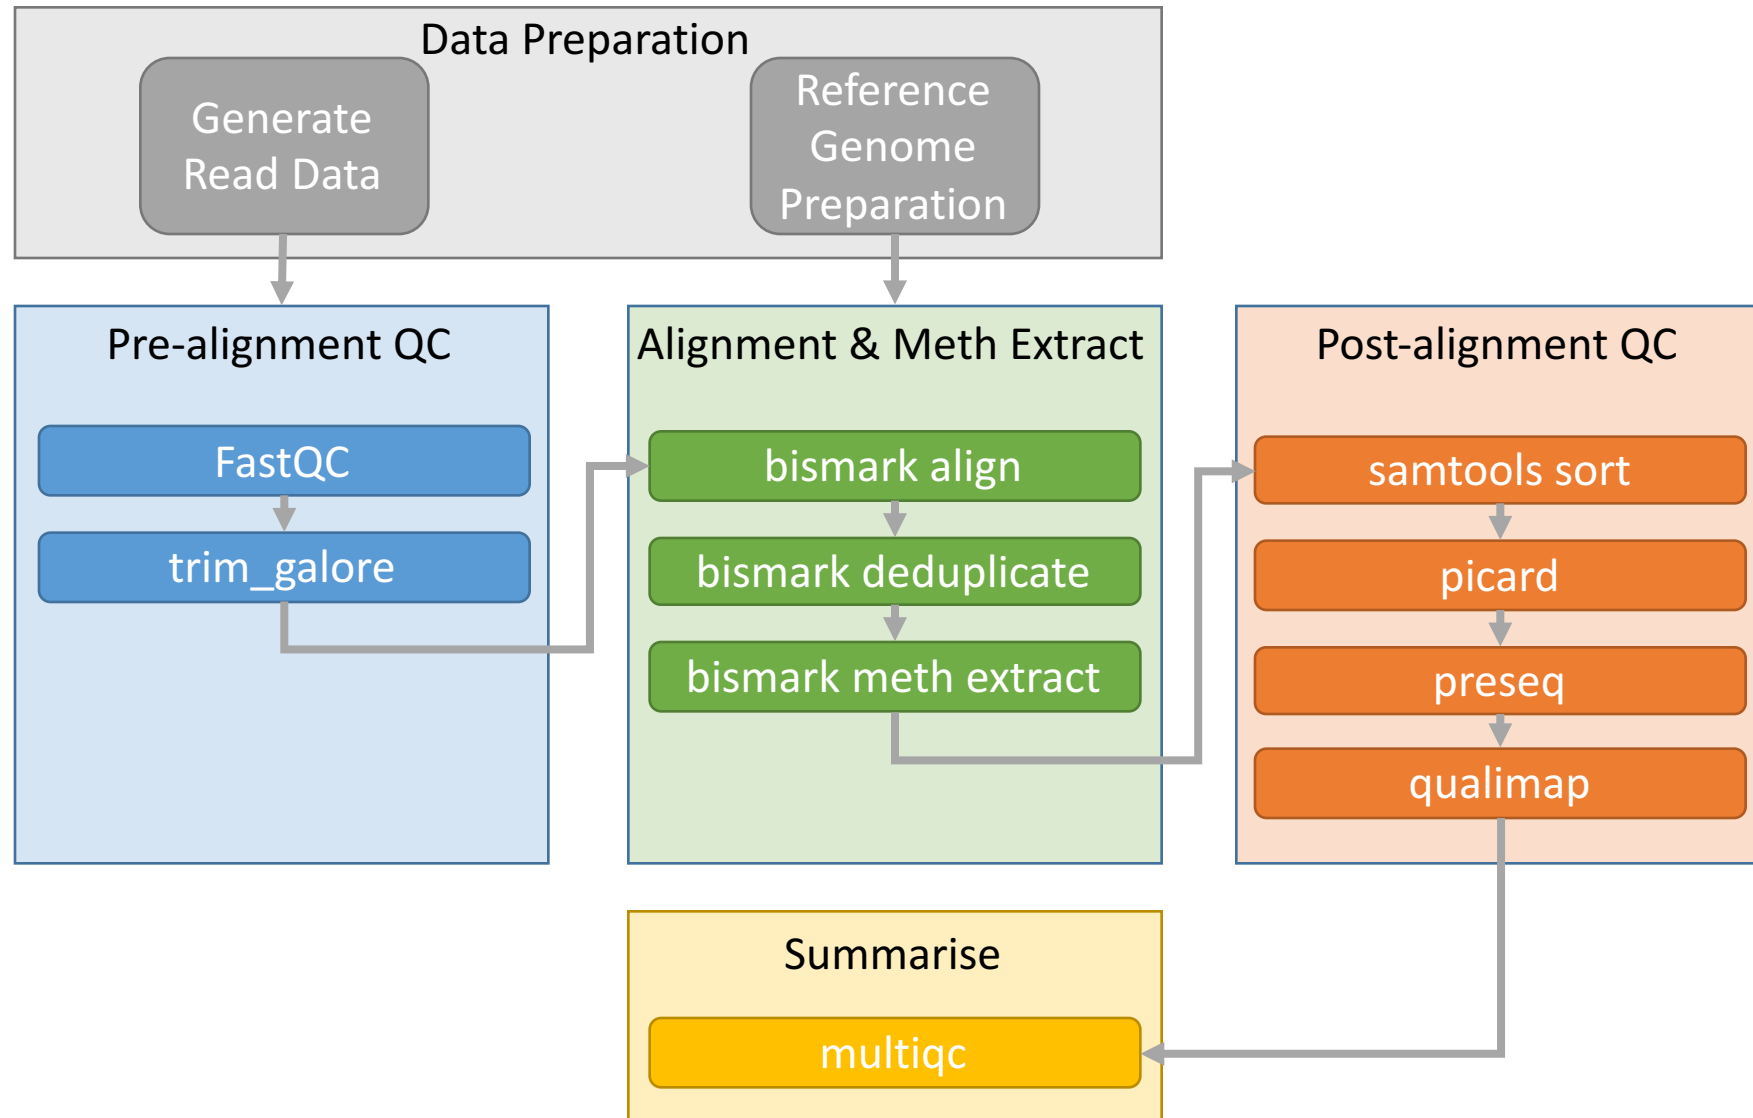 Data Preparation
Generate
Read Data
Reference
Genome
Preparation
Pre-alignment QC
FastQC
trim_galore
Alignment & Meth Extract
bismark align
bismark deduplicate
bismark meth extract
Post-alignment QC
samtools sort
picard
preseq
qualimap
Summarise
multiqc